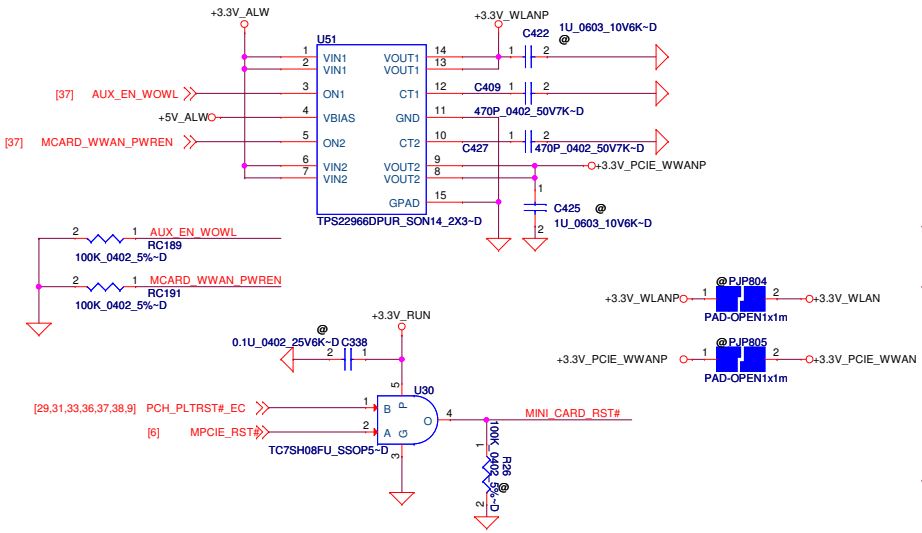 +3.3V_ALW
+3.3V_WLANP
U51
C422
1U_0603_10V6K~D
@
1 VIN1 VOUT1 14
2 VIN1 VOUT1 13
1 2
[37] AUX_EN_WOWL 3 ON1 CT1 12
C409 1 2
470P_0402_50V7K~D
+5V_ALW 4 VBIAS GND 11
[37] MCARD_WWAN_PWREN 5 ON2 CT2 10
C427 1 2
470P_0402_50V7K~D
6 VIN2 VOUT2 9
7 VIN2 VOUT2 8
+3.3V_PCIE_WWANP
GPAD 15
TPS22966DPUR_SON14_2X3~D
1
C425 @
1U_0603_10V6K~D
2
2 1 AUX_EN_WOWL
RC189
100K_0402_5%~D
2 1 MCARD_WWAN_PWREN
RC191
100K_0402_5%~D
@ PJP804
+3.3V_WLANP 1 2 +3.3V_WLAN
PAD-OPEN1x1m
@ PJP805
+3.3V_PCIE_WWANP 1 2 +3.3V_PCIE_WWAN
PAD-OPEN1x1m
+3.3V_RUN
@
0.1U_0402_25V6K~D C338
2 1
5 U30
[29,31,33,36,37,38,9] PCH_PLTRST#_EC 1 B P
O 4 MINI_CARD_RST#
[6] MPCIE_RST# 2 A G
3
TC7SH08FU_SSOP5~D
1
R26
100K_0402_5%~D
@
2